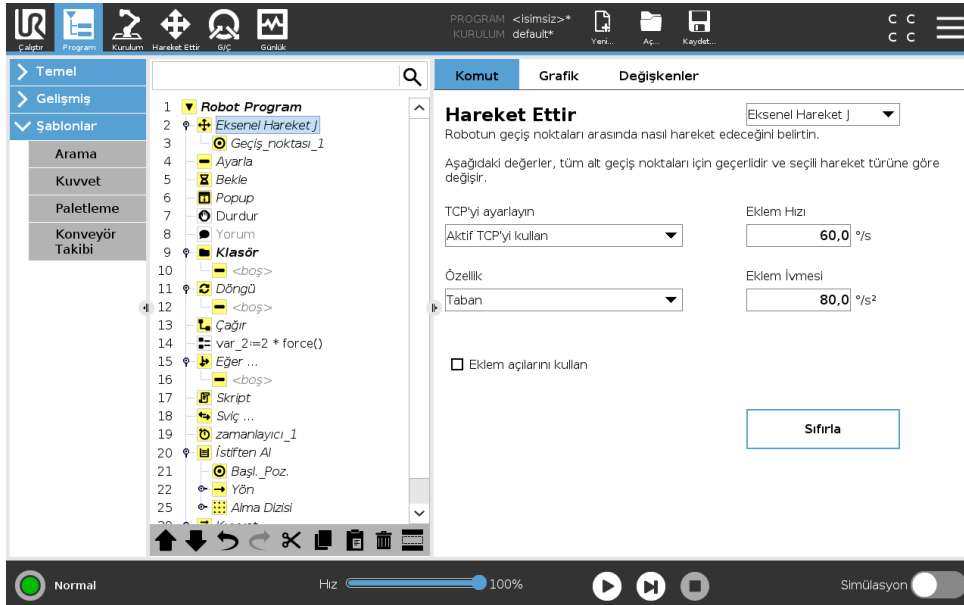 PROGRAM <isimsiz>*
KURULUM default*
Çalıştır
Program
Kurulum
Hareket Ettir
G/Ç
Günlük
Yeni...
Aç...
Kaydet...
C C
C C
Temel
Gelişmiş
Şablonlar
Arama
Kuvvet
Paletleme
Konveyör
Takibi
1 Robot Program
2 Eksenel Hareket J
3 Geçiş_noktası_1
4 Ayarla
5 Bekle
6 Popup
7 Durdur
8 Yorum
9 Klasör
10 <boş>
11 Döngü
12 <boş>
13 Çağır
14 var_2:=2 * force()
15 Eğer ...
16 <boş>
17 Skript
18 Sviç ...
19 zamanlayıcı_1
20 İstiften Al
21 Başl._Poz.
22 Yön
25 Alma Dizisi
Komut
Grafik
Değişkenler
Hareket Ettir
Eksenel Hareket J
Robotun geçiş noktaları arasında nasıl hareket edeceğini belirtin.
Aşağıdaki değerler, tüm alt geçiş noktaları için geçerlidir ve seçili hareket türüne göre
değişir.
TCP'yi ayarlayın
Eklem Hızı
Aktif TCP'yi kullan
60,0 °/s
Özellik
Eklem İvmesi
Taban
80,0 °/s²
Eklem açılarını kullan
Sıfırla
Normal
Hız
100%
Simülasyon